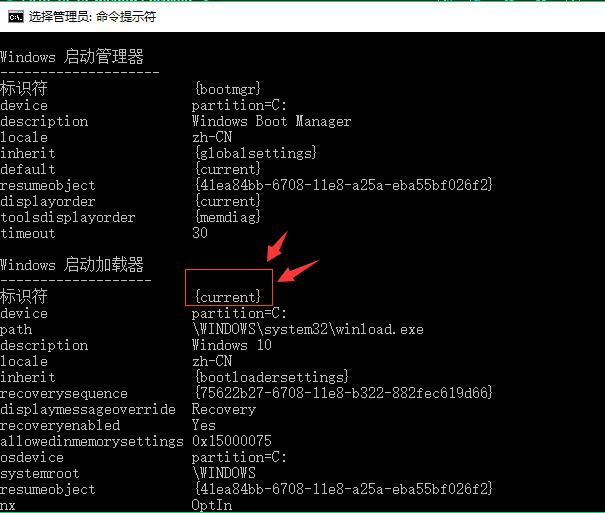 选择管理员: 命令提示符
Windows 启动管理器
--------------------
标识符 {bootmgr}
device partition=C:
description Windows Boot Manager
locale zh-CN
inherit {globalsettings}
default {current}
resumeobject {41ea84bb-6708-11e8-a25a-eba55bf026f2}
displayorder {current}
toolsdisplayorder {memdiag}
timeout 30
Windows 启动加载器
-------------------
标识符 {current}
device partition=C:
path \WINDOWS\system32\winload.exe
description Windows 10
locale zh-CN
inherit {bootloadersettings}
recoverysequence {75622b27-6708-11e8-b322-882fec619d66}
displaymessageoverride Recovery
recoveryenabled Yes
allowedinmemorysettings 0x15000075
osdevice partition=C:
systemroot \WINDOWS
resumeobject {41ea84bb-6708-11e8-a25a-eba55bf026f2}
nx OptIn